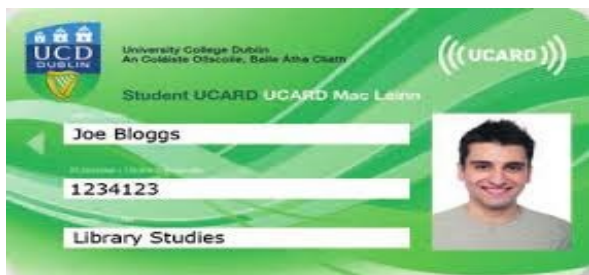 UCD
DUBLIN
University College Dublin
An Coláiste Ollscoile, Baile Átha Cliath
((( UCARD )))
Student UCARD UCARD Mac Léinn
Joe Bloggs
1234123
Library Studies